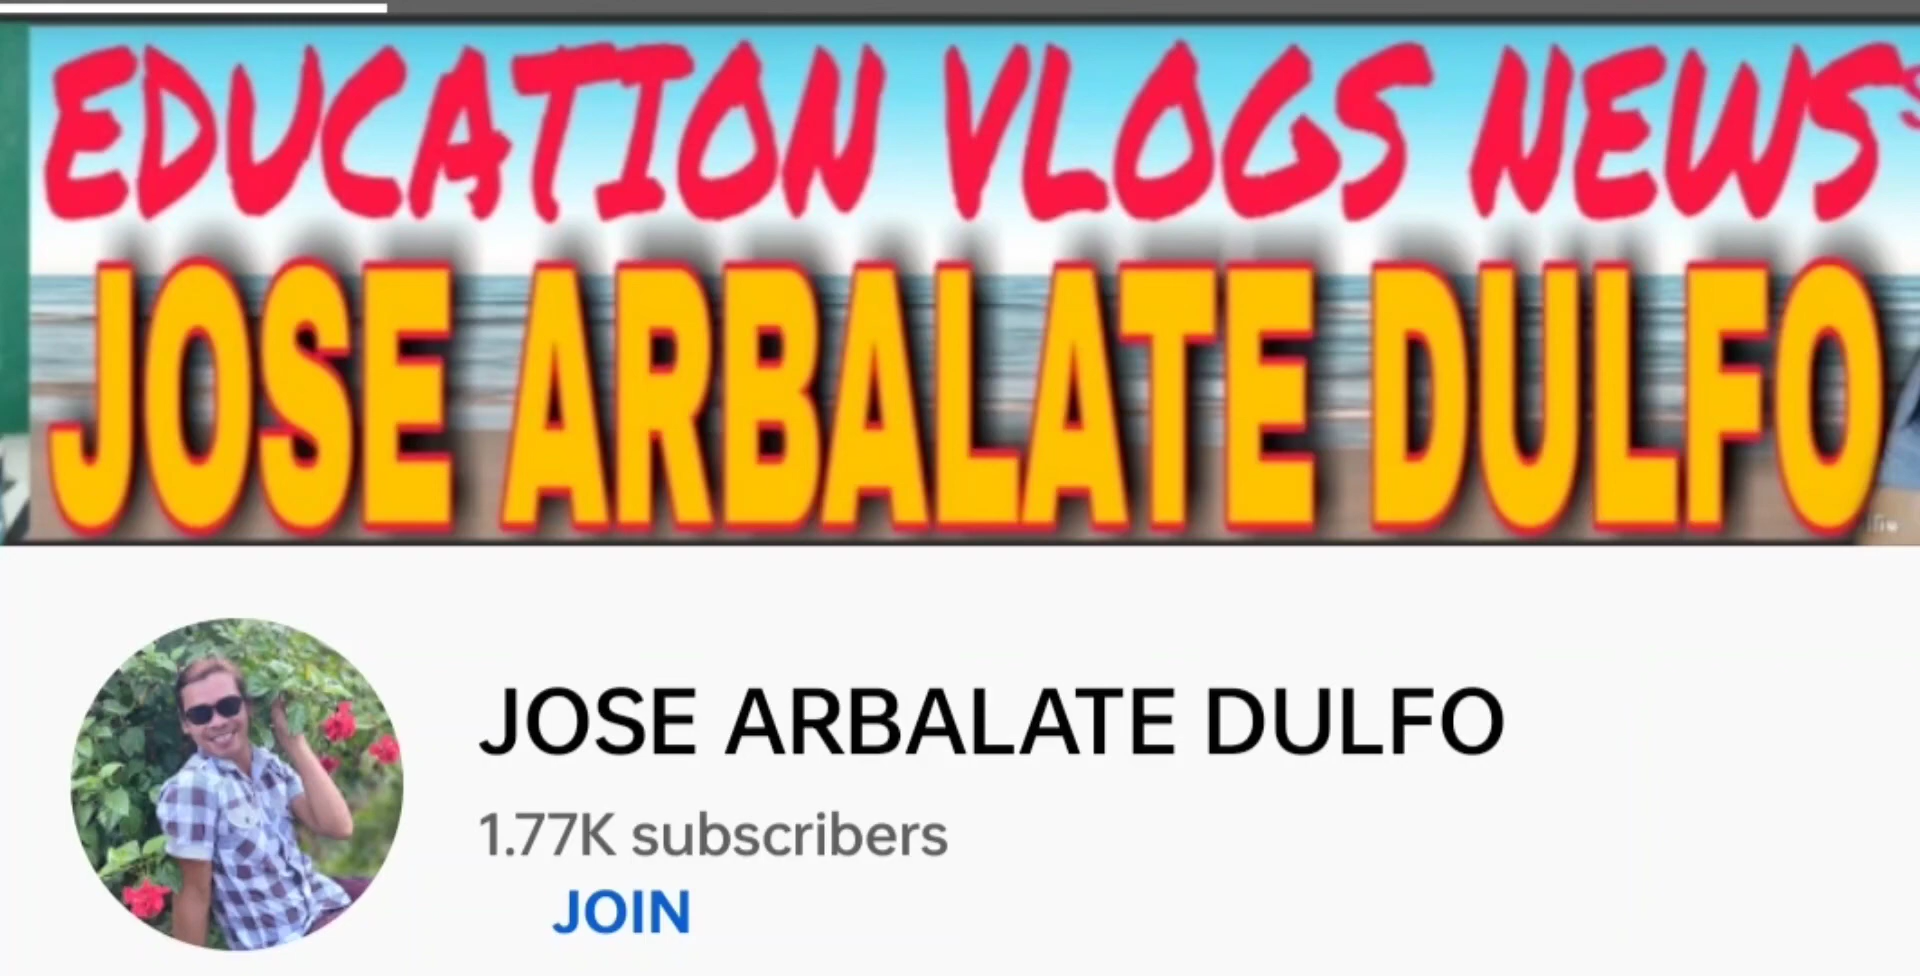 EDUCATION VLOGS NEWS
JOSE ARBALATE DULFO
JOSE ARBALATE DULFO
1.77K subscribers
JOIN